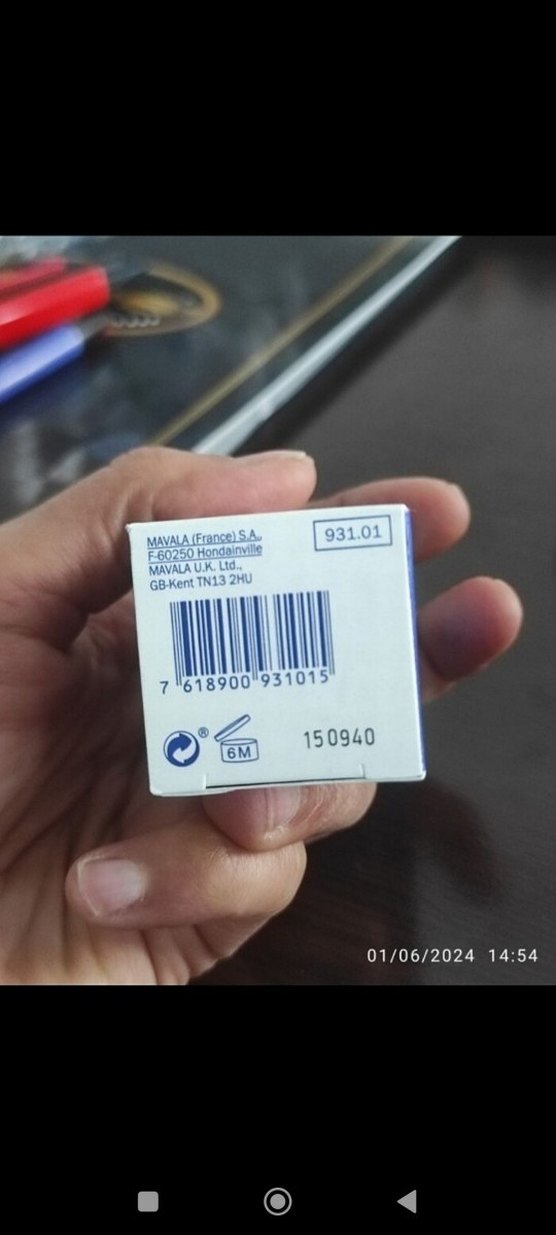 MAVALA (France) S.A.,
F-60250 Hondainville
MAVALA U.K. Ltd.,
GB-Kent TN13 2HU
931.01
7 618900 931015
®
6M
150940
01/06/2024 14:54